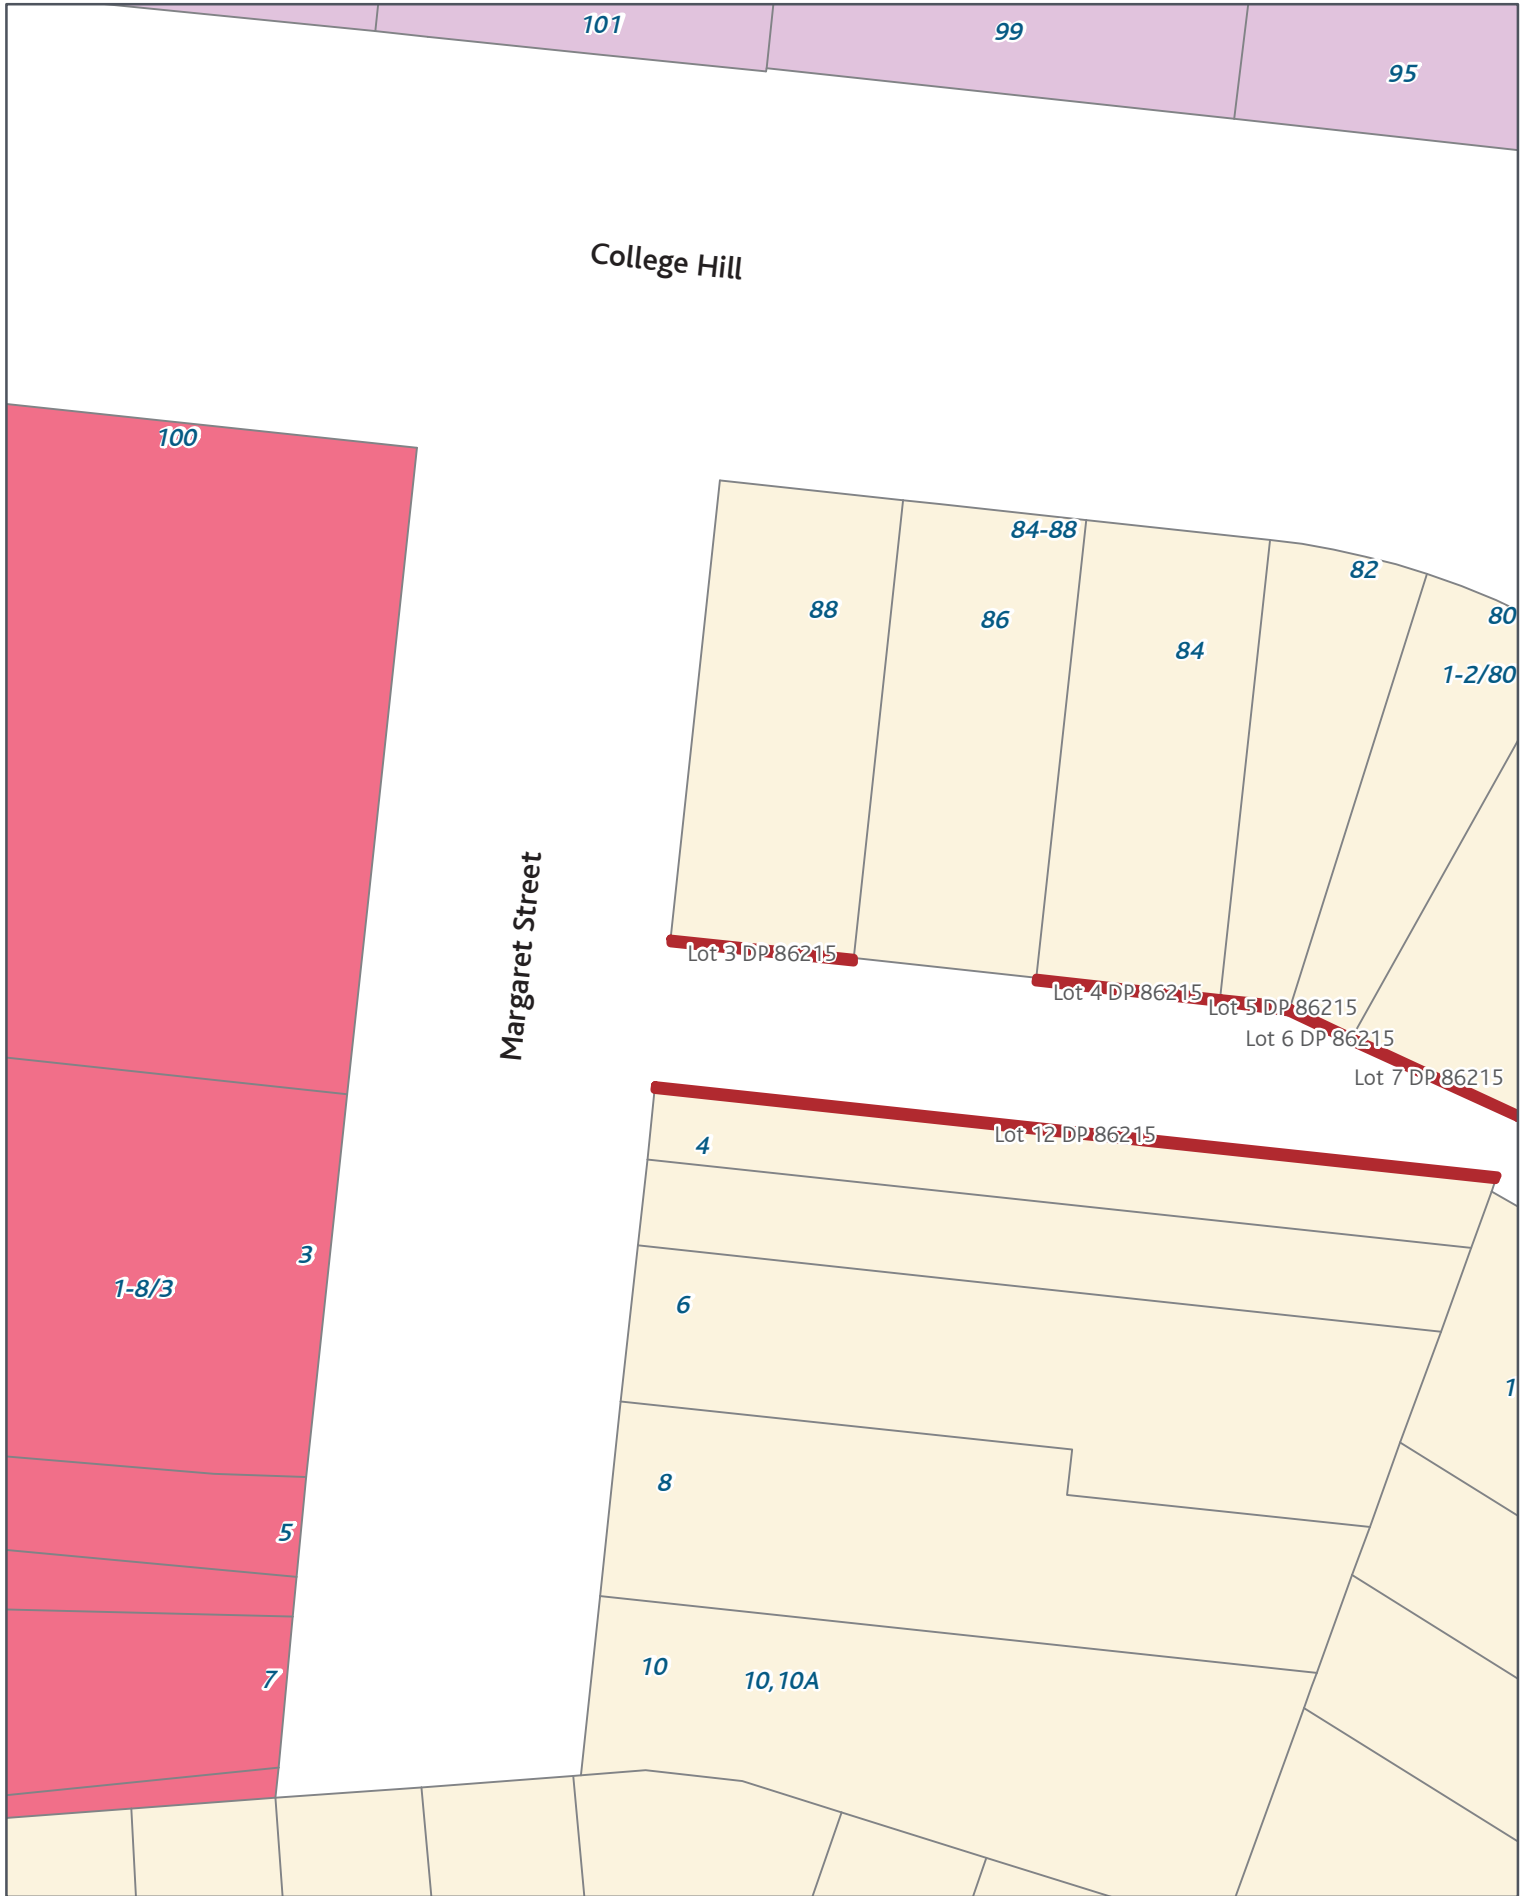 101
99
95
College Hill
100
84-88
82
88
86
84
80
1-2/80
Margaret Street
Lot 3 DP 86215
Lot 4 DP 86215
Lot 5 DP 86215
Lot 6 DP 86215
Lot 7 DP 86215
Lot 12 DP 86215
4
3
1-8/3
6
1
8
5
10
10,10A
7